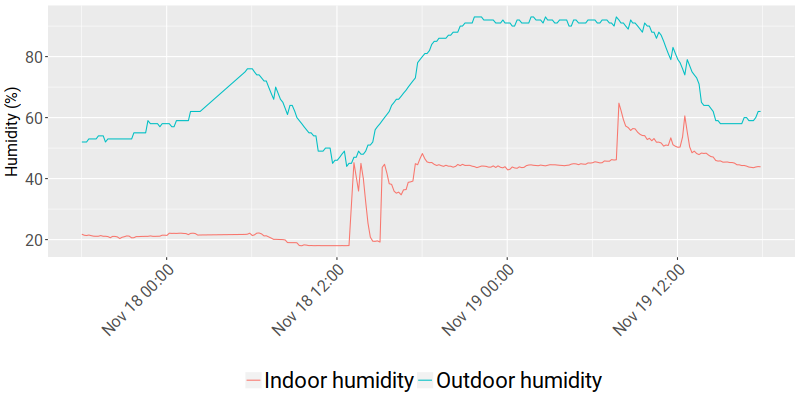 Humidity (%)
80
60
40
20
Nov 18 00:00
Nov 18 12:00
Nov 19 00:00
Nov 19 12:00
Indoor humidity
Outdoor humidity